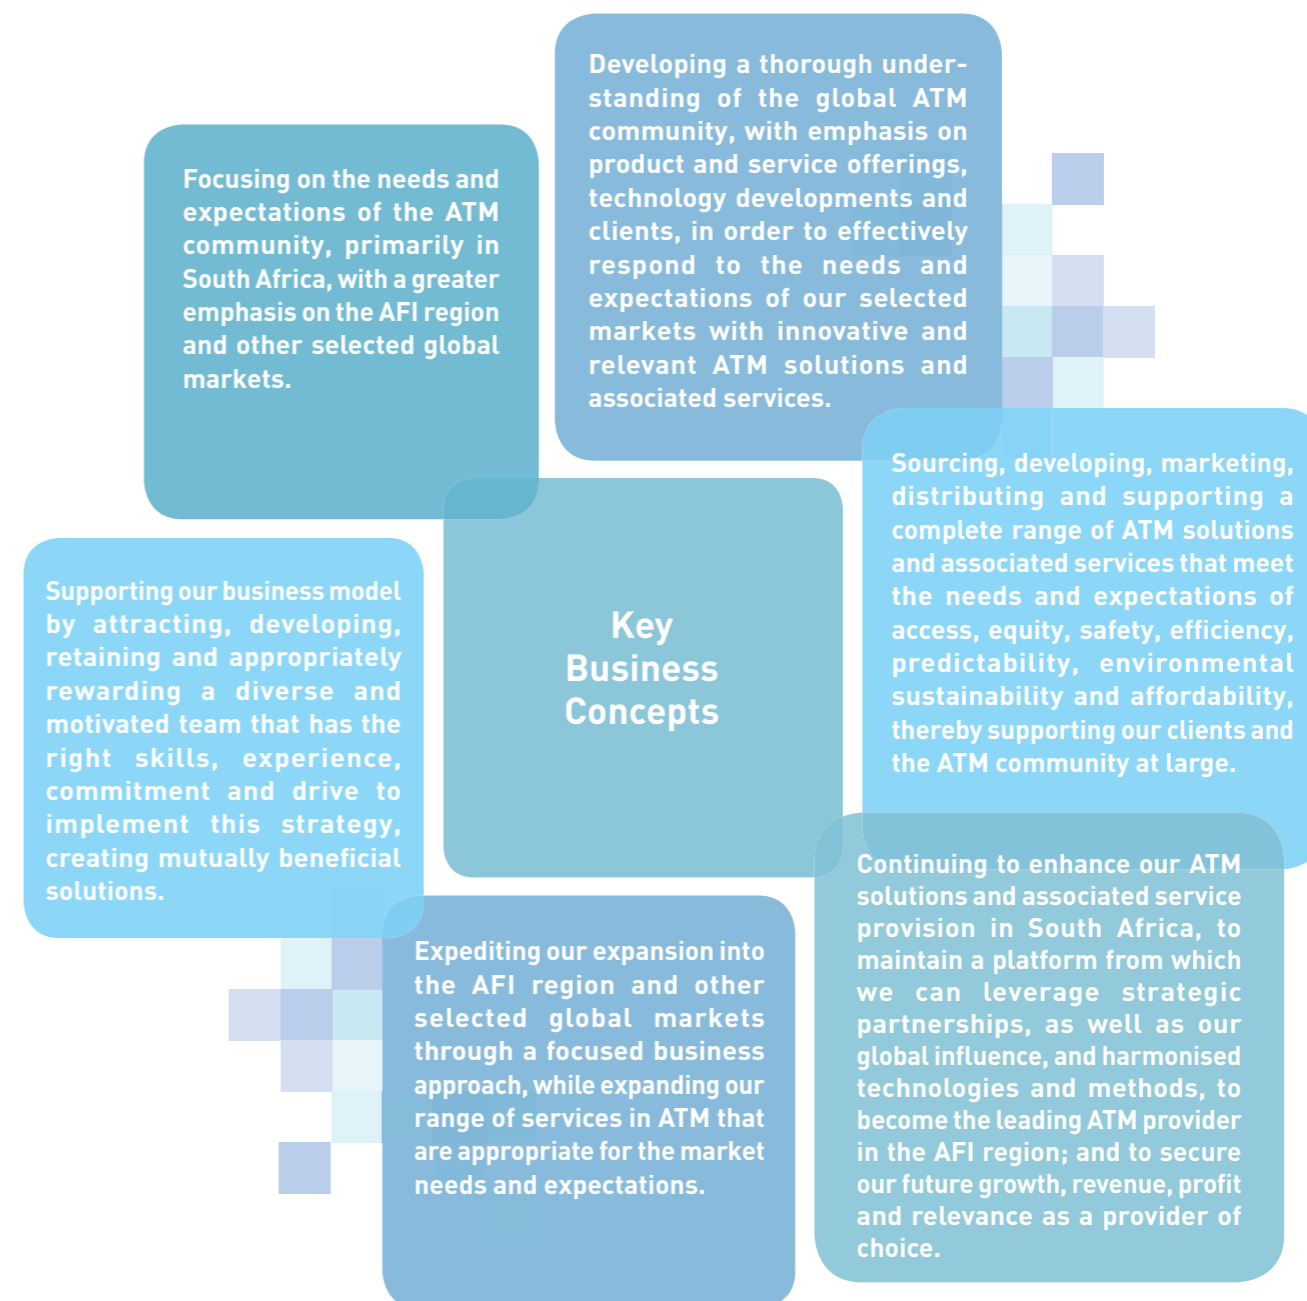 Developing a thorough under-
standing of the global ATM
community, with emphasis on
product and service offerings,
technology developments and
clients, in order to effectively
respond to the needs and
expectations of our selected
markets with innovative and
relevant ATM solutions and
associated services.
Focusing on the needs and
expectations of the ATM
community, primarily in
South Africa, with a greater
emphasis on the AFI region
and other selected global
markets.
Sourcing, developing, marketing,
distributing and supporting a
complete range of ATM solutions
and associated services that meet
the needs and expectations of
access, equity, safety, efficiency,
predictability, environmental
sustainability and affordability,
thereby supporting our clients and
the ATM community at large.
Key
Business
Concepts
Supporting our business model
by attracting, developing,
retaining and appropriately
rewarding a diverse and
motivated team that has the
right skills, experience,
commitment and drive to
implement this strategy,
creating mutually beneficial
solutions.
Continuing to enhance our ATM
solutions and associated service
provision in South Africa, to
maintain a platform from which
we can leverage strategic
partnerships, as well as our
global influence, and harmonised
technologies and methods, to
become the leading ATM provider
in the AFI region; and to secure
our future growth, revenue, profit
and relevance as a provider of
choice.
Expediting our expansion into
the AFI region and other
selected global markets
through a focused business
approach, while expanding our
range of services in ATM that
are appropriate for the market
needs and expectations.